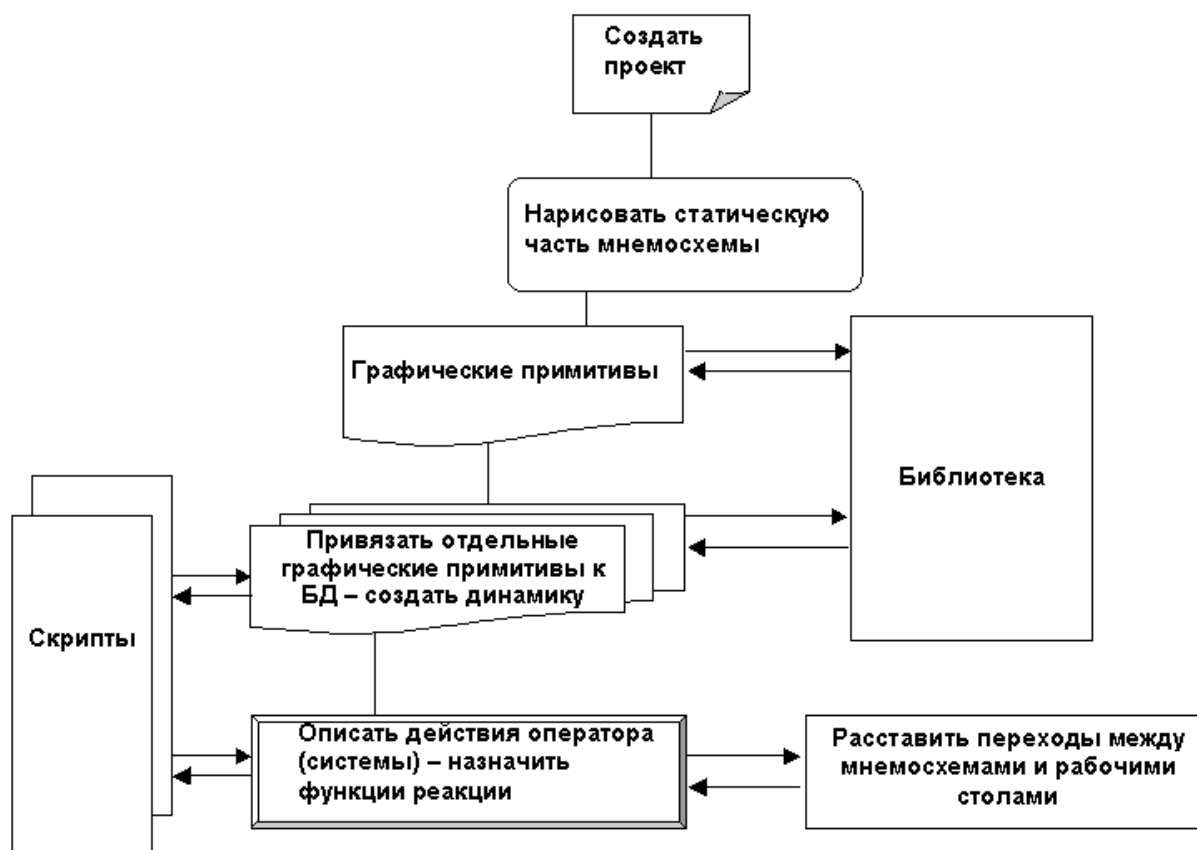 Создать
проект
Нарисовать статическую
часть мнемосхемы
Графические примитивы
Библиотека
Привязать отдельные
графические примитивы к
БД – создать динамику
Скрипты
Описать действия оператора
(системы) – назначить
функции реакции
Расставить переходы между
мнемосхемами и рабочими
столами